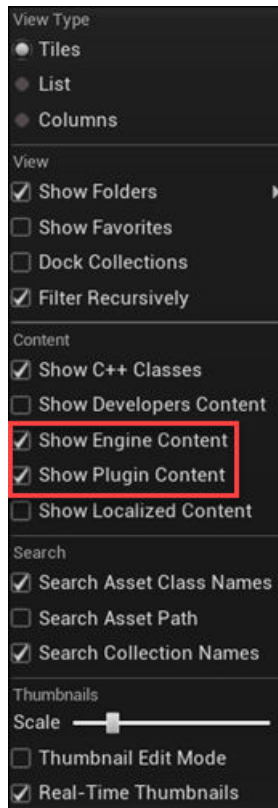 View Type
Tiles
List
Columns
View
Show Folders
Show Favorites
Dock Collections
Filter Recursively
Content
Show C++ Classes
Show Developers Content
Show Engine Content
Show Plugin Content
Show Localized Content
Search
Search Asset Class Names
Search Asset Path
Search Collection Names
Thumbnails
Scale
Thumbnail Edit Mode
Real-Time Thumbnails